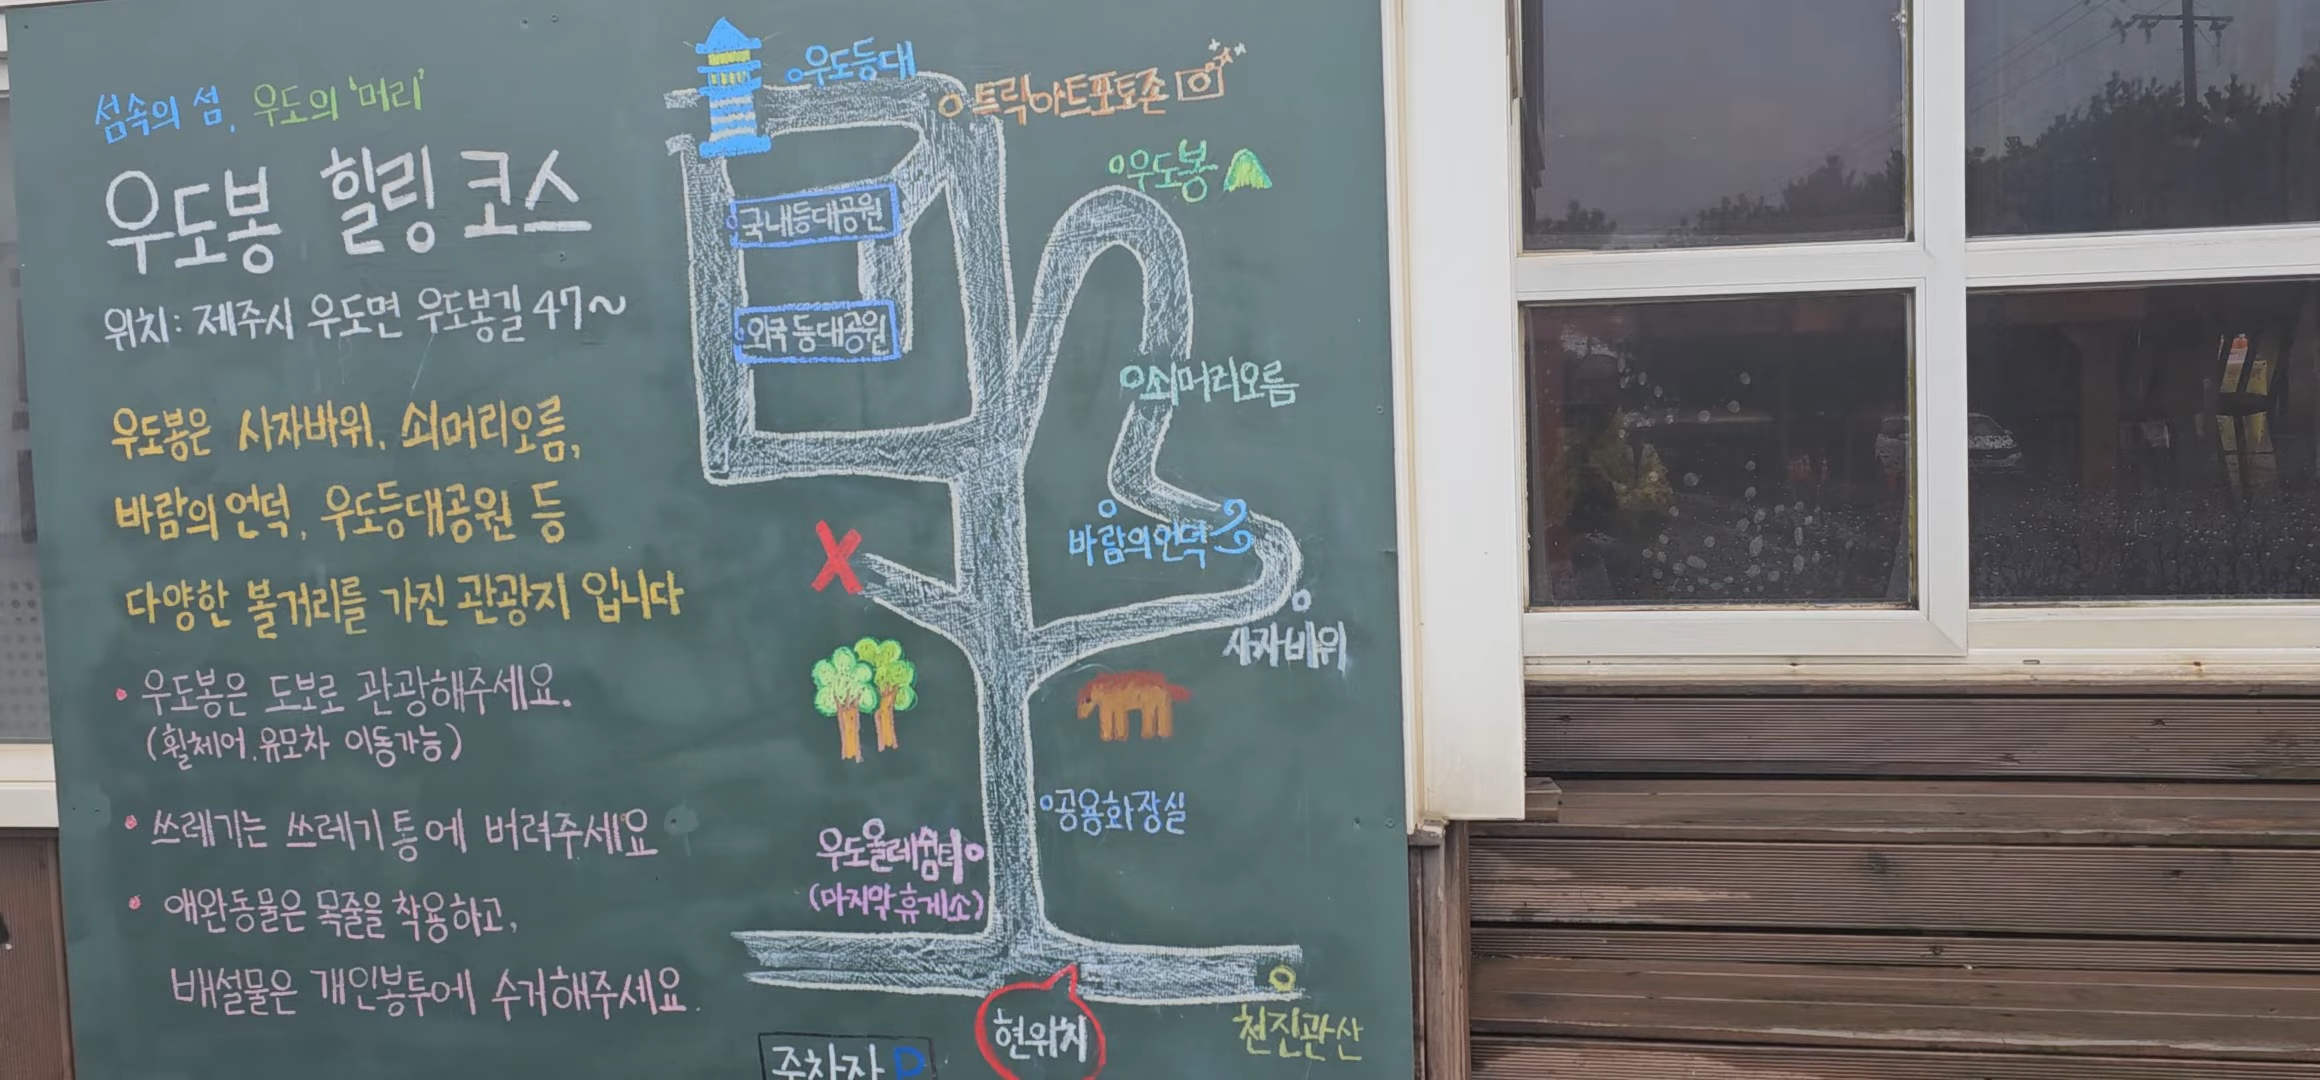 섬속의 섬, 우도의 '머리'
우도봉 힐링 코스
위치: 제주시 우도면 우도봉길 47~
우도봉은 사자바위, 쇠머리오름,
바람의 언덕, 우도등대공원 등
다양한 볼거리를 가진 관광지 입니다
• 우도봉은 도보로 관광해주세요.
(휠체어, 유모차 이동가능)
• 쓰레기는 쓰레기통에 버려주세요
• 애완동물은 목줄을 착용하고,
배설물은 개인봉투에 수거해주세요.
우도등대
트릭아트포토존
우도봉
국내등대공원
외국등대공원
쇠머리오름
바람의언덕
사자바위
공용화장실
우도올레쉼터
(마지막휴게소)
현위치
천진관산
주차장 P